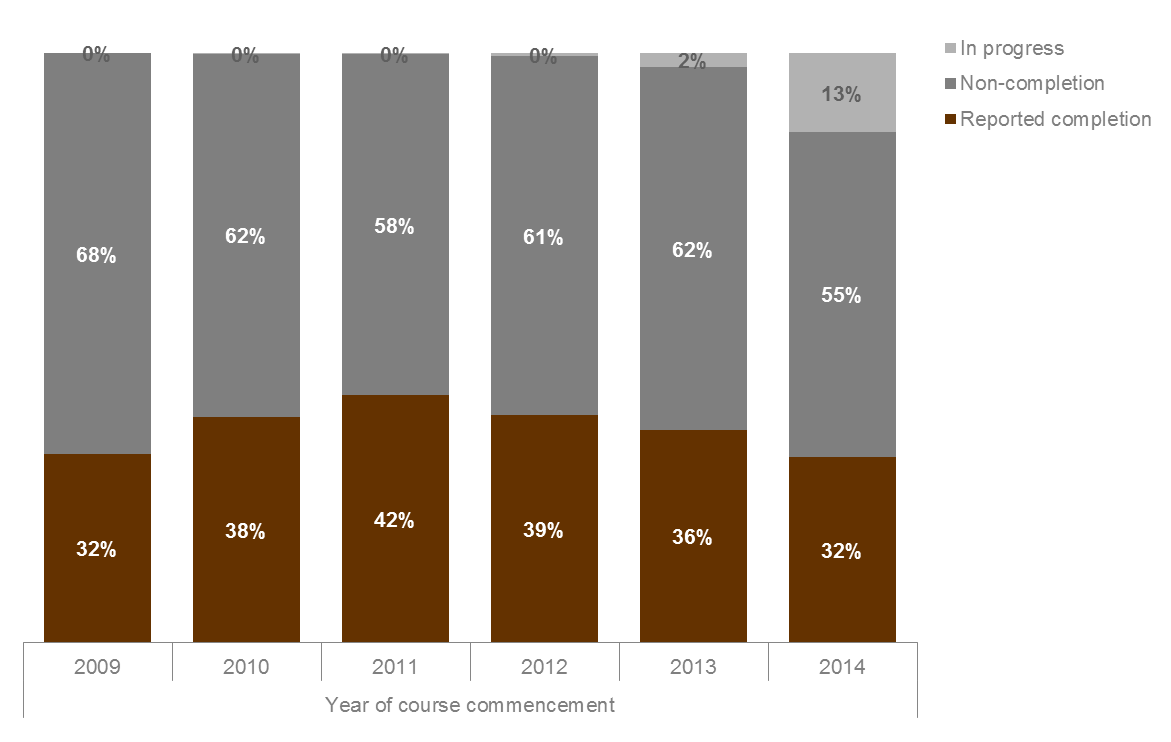 0% 0% 0% 0% 2% 13%
In progress
Non-completion
Reported completion
68% 62% 58% 61% 62% 55%
32% 38% 42% 39% 36% 32%
2009 2010 2011 2012 2013 2014
Year of course commencement